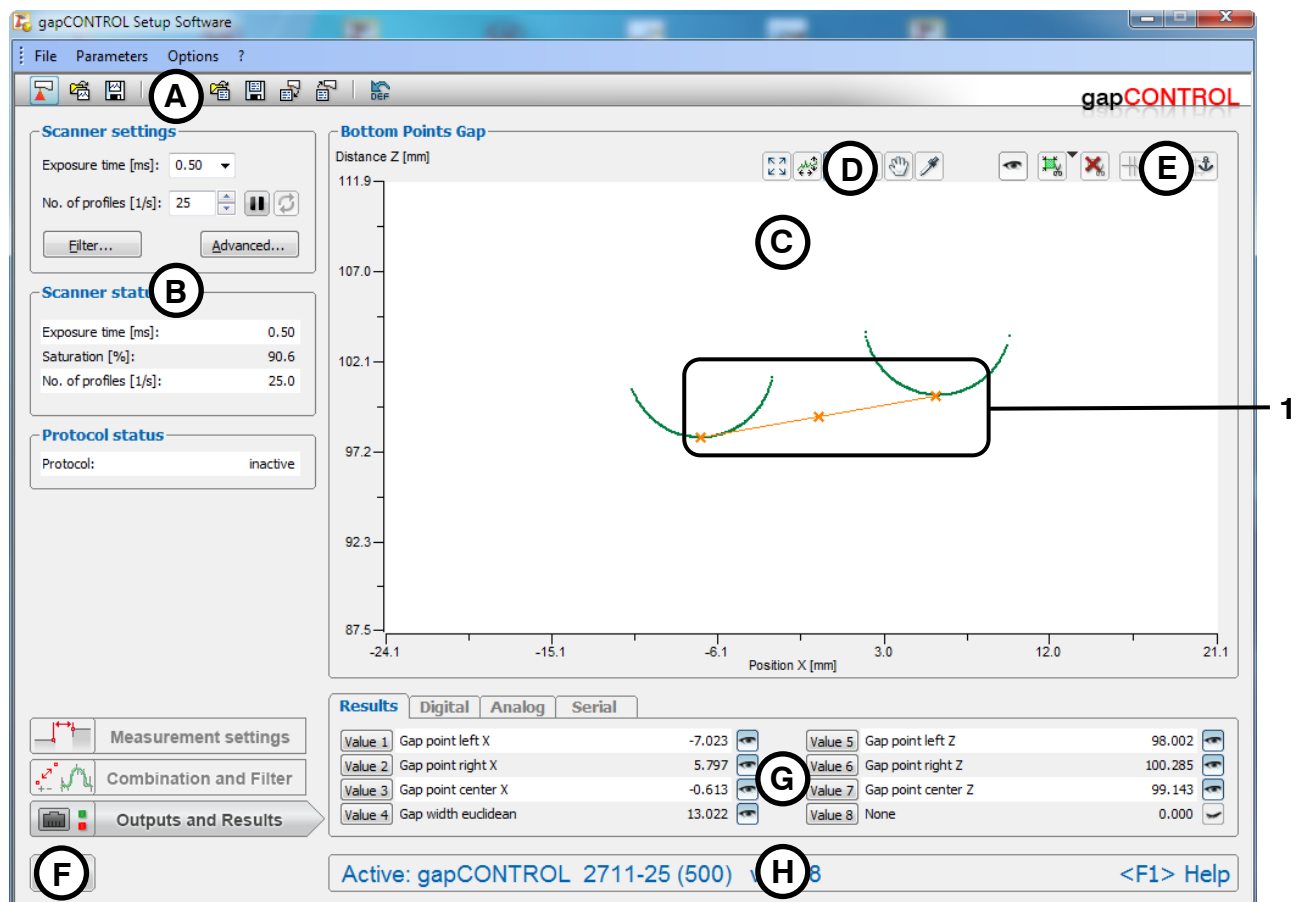 gapCONTROL Setup Software
File Parameters Options ?
A
DEF
gapCONTROL
Scanner settings
Exposure time [ms]: 0.50
No. of profiles [1/s]: 25
Filter... Advanced...
B
Scanner
Exposure time [ms]: 0.50
Saturation [%]: 90.6
No. of profiles [1/s]: 25.0
Protocol status
Protocol: inactive
Bottom Points Gap
Distance Z [mm]
D
E
C
111.9
107.0
102.1
97.2
92.3
87.5
1
-24.1 -15.1 -6.1 3.0 12.0 21.1
Position X [mm]
Measurement settings
Combination and Filter
Outputs and Results
F
Results Digital Analog Serial
Value 1 Gap point left X -7.023
Value 2 Gap point right X 5.797
Value 3 Gap point center X -0.613
Value 4 Gap width euclidean 13.022
G
Value 5 Gap point left Z 98.002
Value 6 Gap point right Z 100.285
Value 7 Gap point center Z 99.143
Value 8 None 0.000
Active: gapCONTROL 2711-25 (500)
H
8
<F1> Help